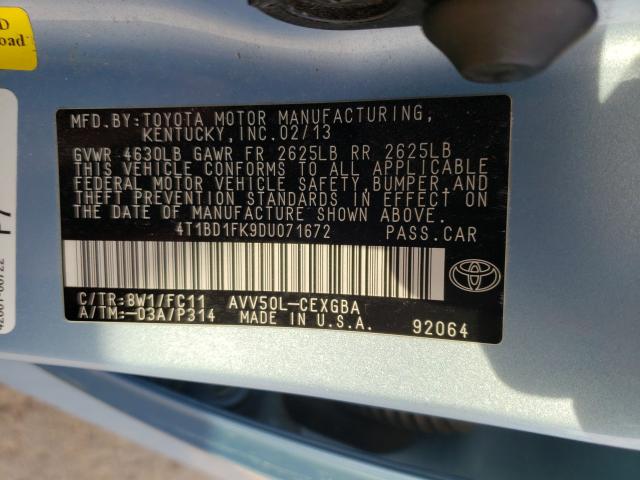 D
oad.
MFD.BY:TOYOTA MOTOR MANUFACTURING,
KENTUCKY,INC.02/13
GVWR 4630LB GAWR FR 2625LB RR 2625LB
THIS VEHICLE CONFORMS TO ALL APPLICABLE
FEDERAL MOTOR VEHICLE SAFETY,BUMPER,AND
THEFT PREVENTION STANDARDS IN EFFECT ON
THE DATE OF MANUFACTURE SHOWN ABOVE.
4T1BD1FK9DU071672 PASS.CAR
C/TR:8W1/FC11 AVV50L-CEXGBA
A/TM:-03A/P314 MADE IN U.S.A. 92064